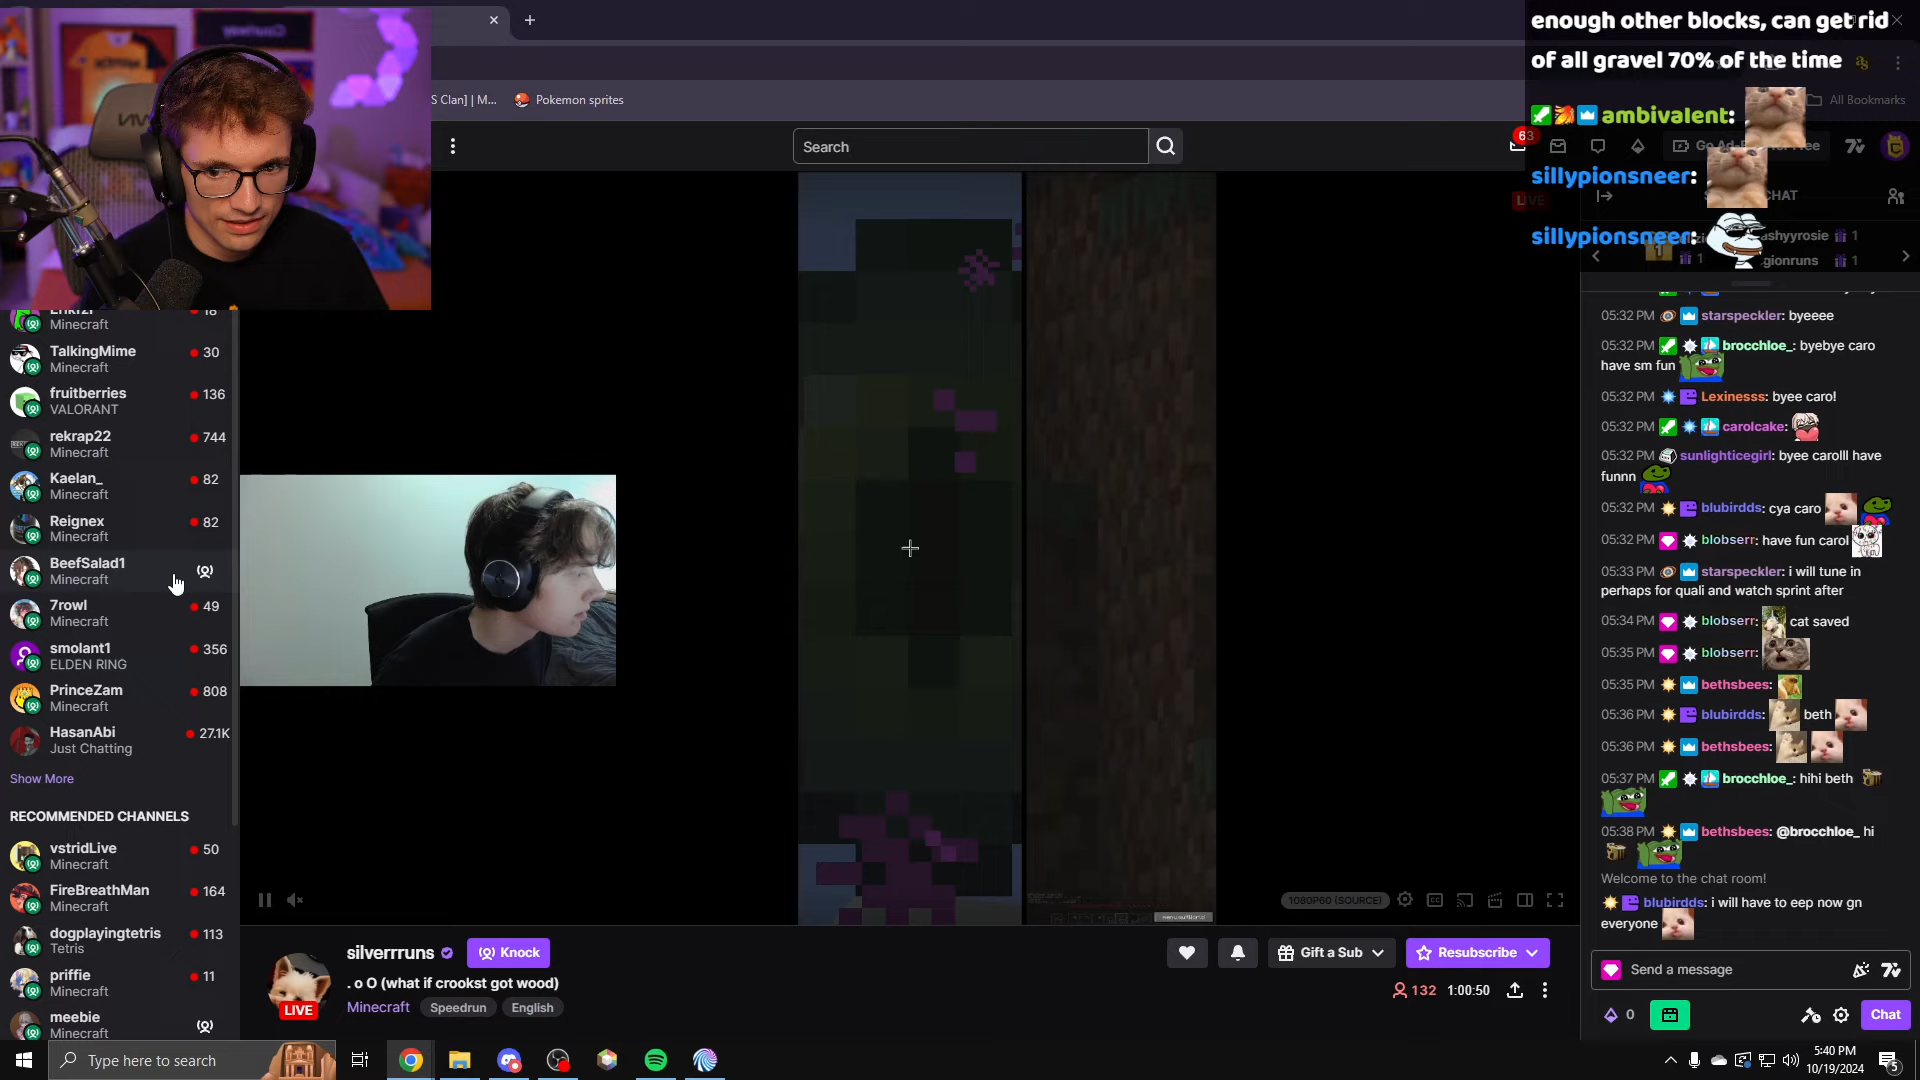 enough other blocks, can get rid
of all gravel 70% of the time
ambivalent:
sillypionsneer:
sillypionsneer:
S Clan] | M...
Pokemon sprites
All Bookmarks
Search
63
LIVE
CHAT
ashyyrosie 1
1
gionruns 1
Minecraft
TalkingMime 30
Minecraft
fruitberries 136
VALORANT
rekrap22 744
Minecraft
Kaelan_ 82
Minecraft
Reignex 82
Minecraft
BeefSalad1
Minecraft
7rowl 49
Minecraft
smolant1 356
ELDEN RING
PrinceZam 808
Minecraft
HasanAbi 27.1K
Just Chatting
Show More
RECOMMENDED CHANNELS
vstridLive 50
Minecraft
FireBreathMan 164
Minecraft
dogplayingtetris 113
Tetris
priffie 11
Minecraft
meebie
Minecraft
1080P60 (SOURCE)
silverrruns Knock
. o O (what if crookst got wood)
Minecraft Speedrun English
LIVE
Gift a Sub
Resubscribe
132 1:00:50
05:32 PM starspeckler: byeeee
05:32 PM brocchloe_: byebye caro
have sm fun
05:32 PM Lexinesss: byee caro!
05:32 PM carolcake:
05:32 PM sunlighticegirl: byee carolll have
funnn
05:32 PM blubirdds: cya caro
05:32 PM blobserr: have fun carol
05:33 PM starspeckler: i will tune in
perhaps for quali and watch sprint after
05:34 PM blobserr: cat saved
05:35 PM blobserr:
05:35 PM bethsbees:
05:36 PM blubirdds: beth
05:36 PM bethsbees:
05:37 PM brocchloe_: hihi beth
05:38 PM bethsbees: @brocchloe_ hi
Welcome to the chat room!
blubirdds: i will have to eep now gn
everyone
Send a message
0
Chat
Type here to search
5:40 PM
10/19/2024
5